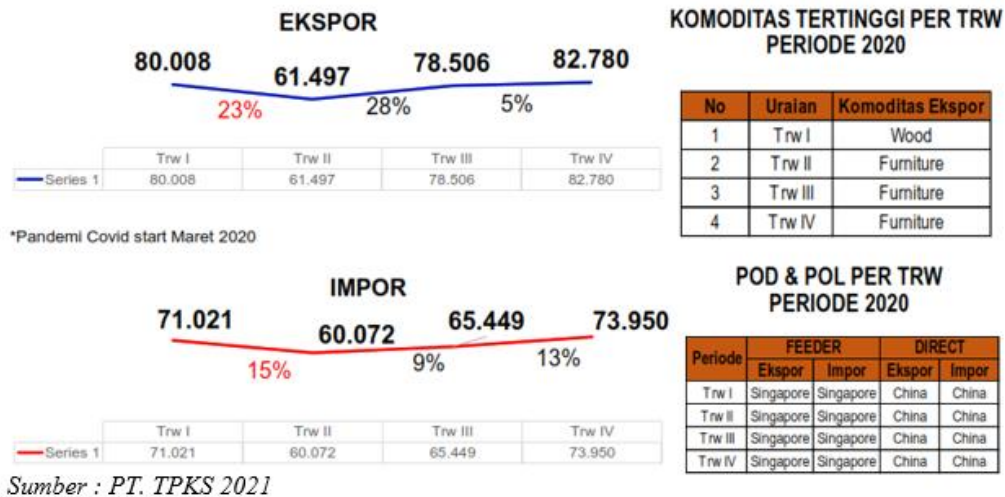 EKSPOR
80.008
61.497
78.506
82.780
23%
28%
5%
Trw I Trw II Trw III Trw IV
Series 1 80.008 61.497 78.506 82.780
*Pandemi Covid start Maret 2020
KOMODITAS TERTINGGI PER TRW
PERIODE 2020
No Uraian Komoditas Ekspor
1 Trw I Wood
2 Trw II Furniture
3 Trw III Furniture
4 Trw IV Furniture
IMPOR
71.021
60.072
65.449
73.950
15%
9%
13%
Trw I Trw II Trw III Trw IV
Series 1 71.021 60.072 65.449 73.950
POD & POL PER TRW
PERIODE 2020
Periode FEEDER DIRECT
Ekspor Impor Ekspor Impor
Trw I Singapore Singapore China China
Trw II Singapore Singapore China China
Trw III Singapore Singapore China China
Trw IV Singapore Singapore China China
Sumber : PT. TPKS 2021